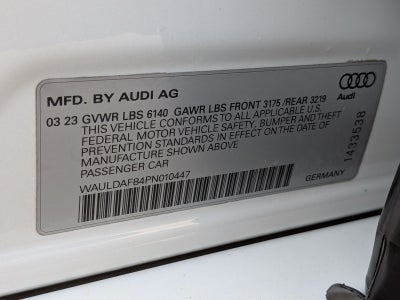 MFD. BY AUDI AG
03 23 GVWR LBS 6140 GAWR LBS FRONT 3175 /REAR 3219
THIS VEHICLE CONFORMS TO ALL APPLICABLE U.S.
FEDERAL MOTOR VEHICLE SAFETY, BUMPER AND THEFT
PREVENTION STANDARDS IN EFFECT ON THE DATE OF
MANUFACTURE SHOWN ABOVE.
PASSENGER CAR
WAULDAF84PN010447
GERMANY
Audi
1433538